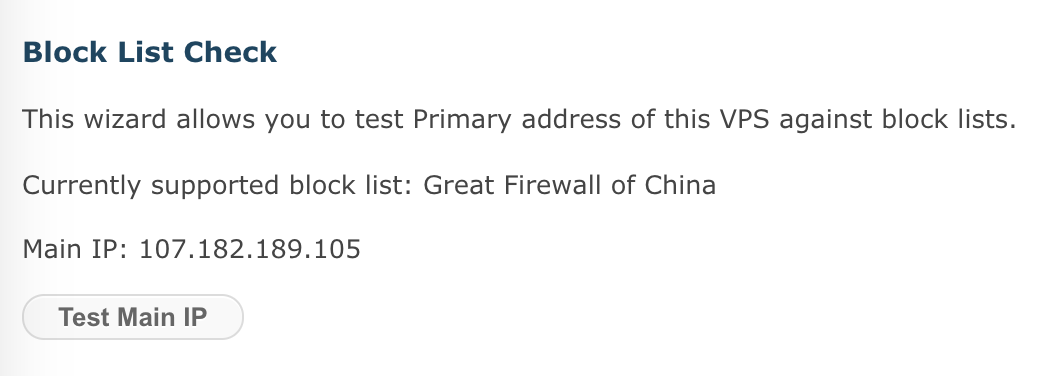 Block List Check
This wizard allows you to test Primary address of this VPS against block lists.
Currently supported block list: Great Firewall of China
Main IP: 107.182.189.105
Test Main IP